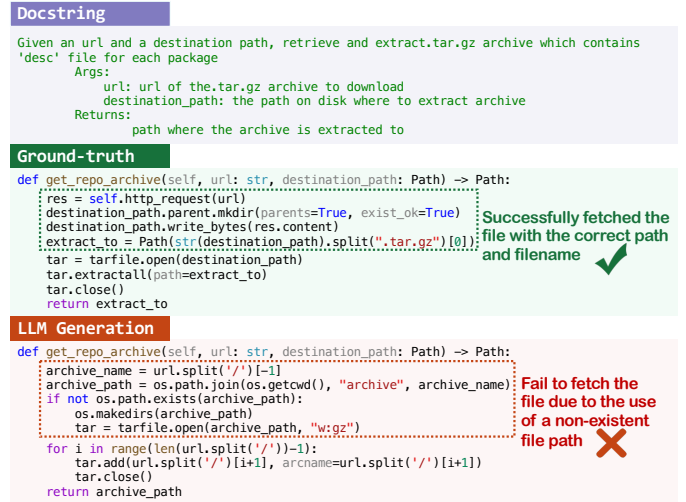 Docstring
Given an url and a destination path, retrieve and extract.tar.gz archive which contains
'desc' file for each package
Args:
url: url of the.tar.gz archive to download
destination_path: the path on disk where to extract archive
Returns:
path where the archive is extracted to
Ground-truth
def get_repo_archive(self, url: str, destination_path: Path) -> Path:
res = self.http_request(url)
destination_path.parent.mkdir(parents=True, exist_ok=True)
destination_path.write_bytes(res.content)
extract_to = Path(str(destination_path).split(".tar.gz")[0])
tar = tarfile.open(destination_path)
tar.extractall(path=extract_to)
tar.close()
return extract_to
Successfully fetched the
file with the correct path
and filename
LLM Generation
def get_repo_archive(self, url: str, destination_path: Path) -> Path:
archive_name = url.split('/')[-1]
archive_path = os.path.join(os.getcwd(), "archive", archive_name)
if not os.path.exists(archive_path):
os.makedirs(archive_path)
tar = tarfile.open(archive_path, "w:gz")
for i in range(len(url.split('/'))-1):
tar.add(url.split('/')[i+1], arcname=url.split('/')[i+1])
tar.close()
return archive_path
Fail to fetch the
file due to the use
of a non-existent
file path